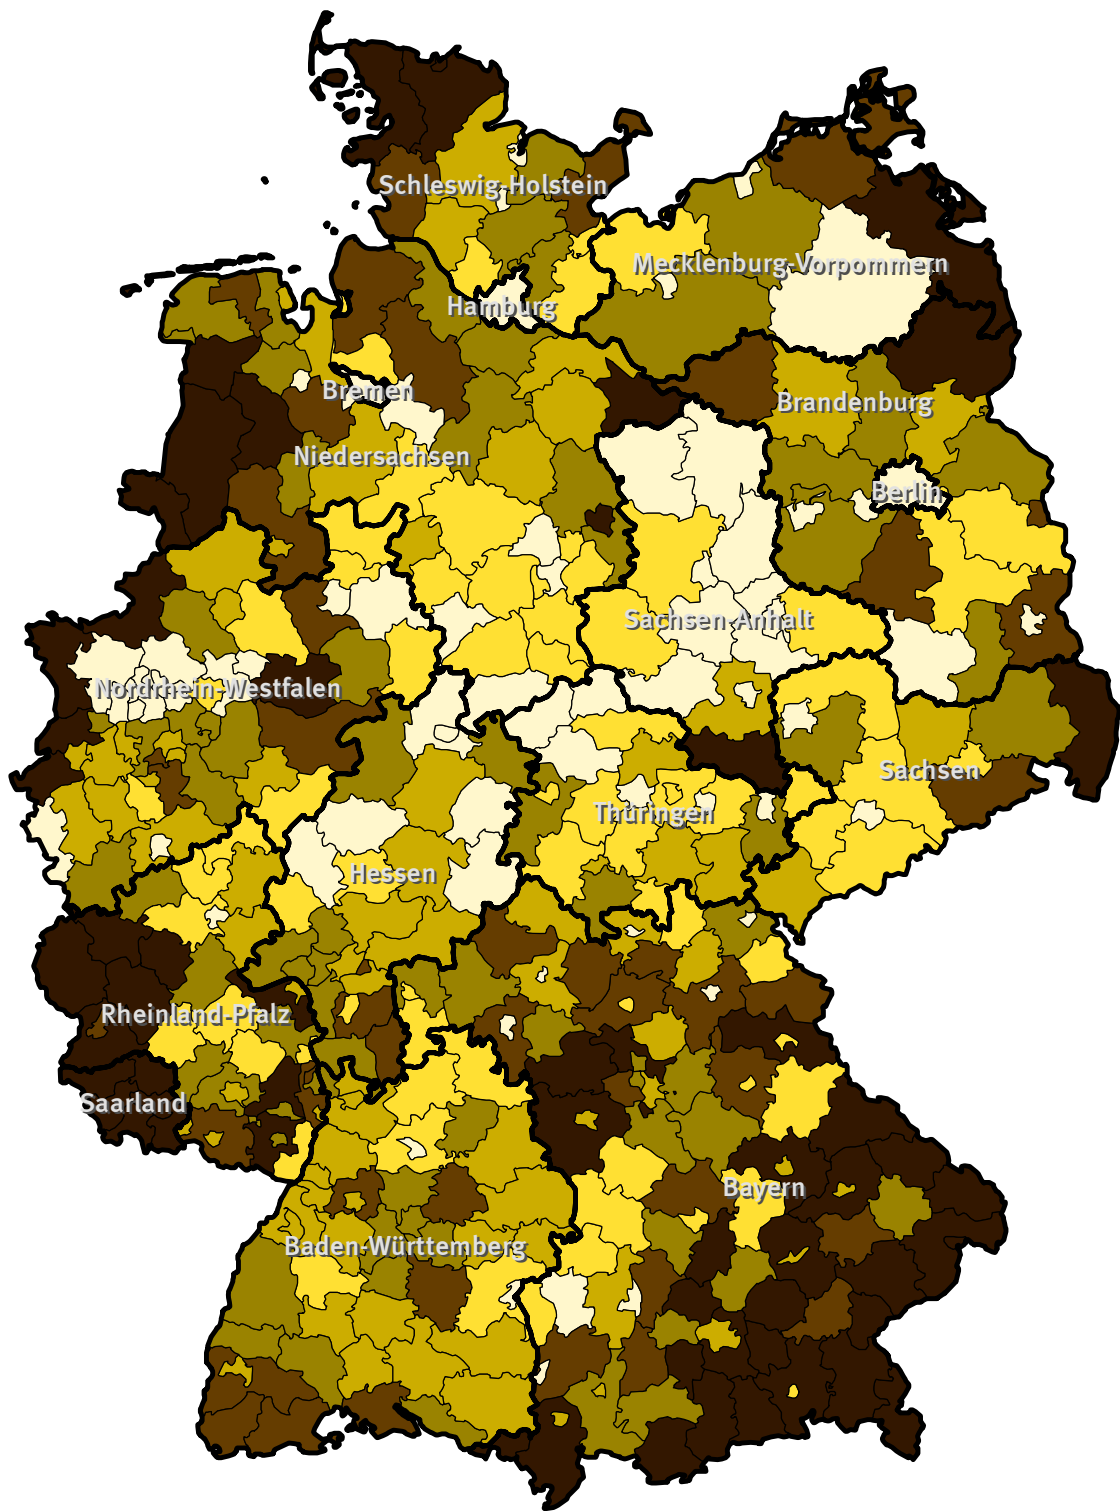 Schleswig-Holstein
Mecklenburg-Vorpommern
Hamburg
Bremen
Brandenburg
Niedersachsen
Berlin
Sachsen-Anhalt
Nordrhein-Westfalen
Sachsen
Thüringen
Hessen
Rheinland-Pfalz
Saarland
Bayern
Baden-Württemberg